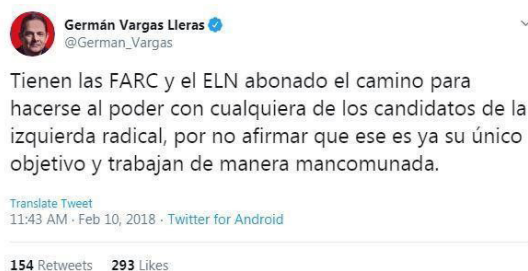 Germán Vargas Lleras
@German_Vargas
Tienen las FARC y el ELN abonado el camino para
hacerse al poder con cualquiera de los candidatos de la
izquierda radical, por no afirmar que ese es ya su único
objetivo y trabajan de manera mancomunada.
Translate Tweet
11:43 AM · Feb 10, 2018 · Twitter for Android
154 Retweets 293 Likes